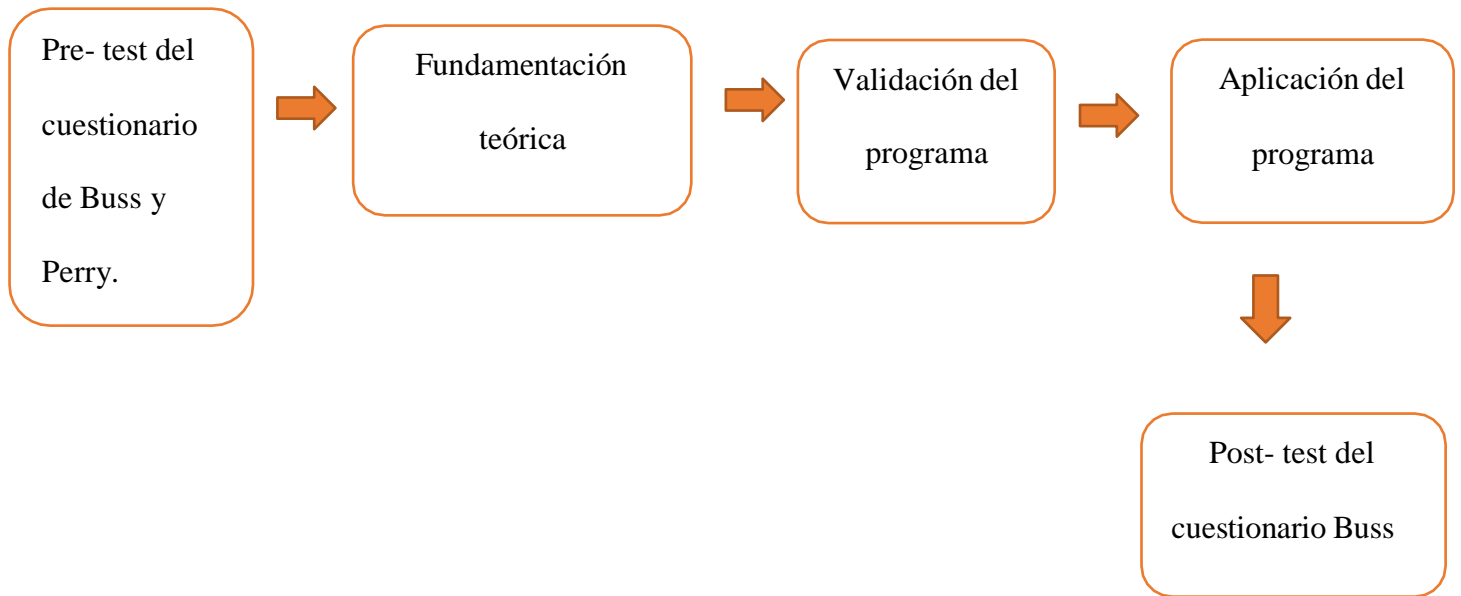 Pre- test del
cuestionario
de Buss y
Perry.
Fundamentación
teórica
Validación del
programa
Aplicación del
programa
Post- test del
cuestionario Buss